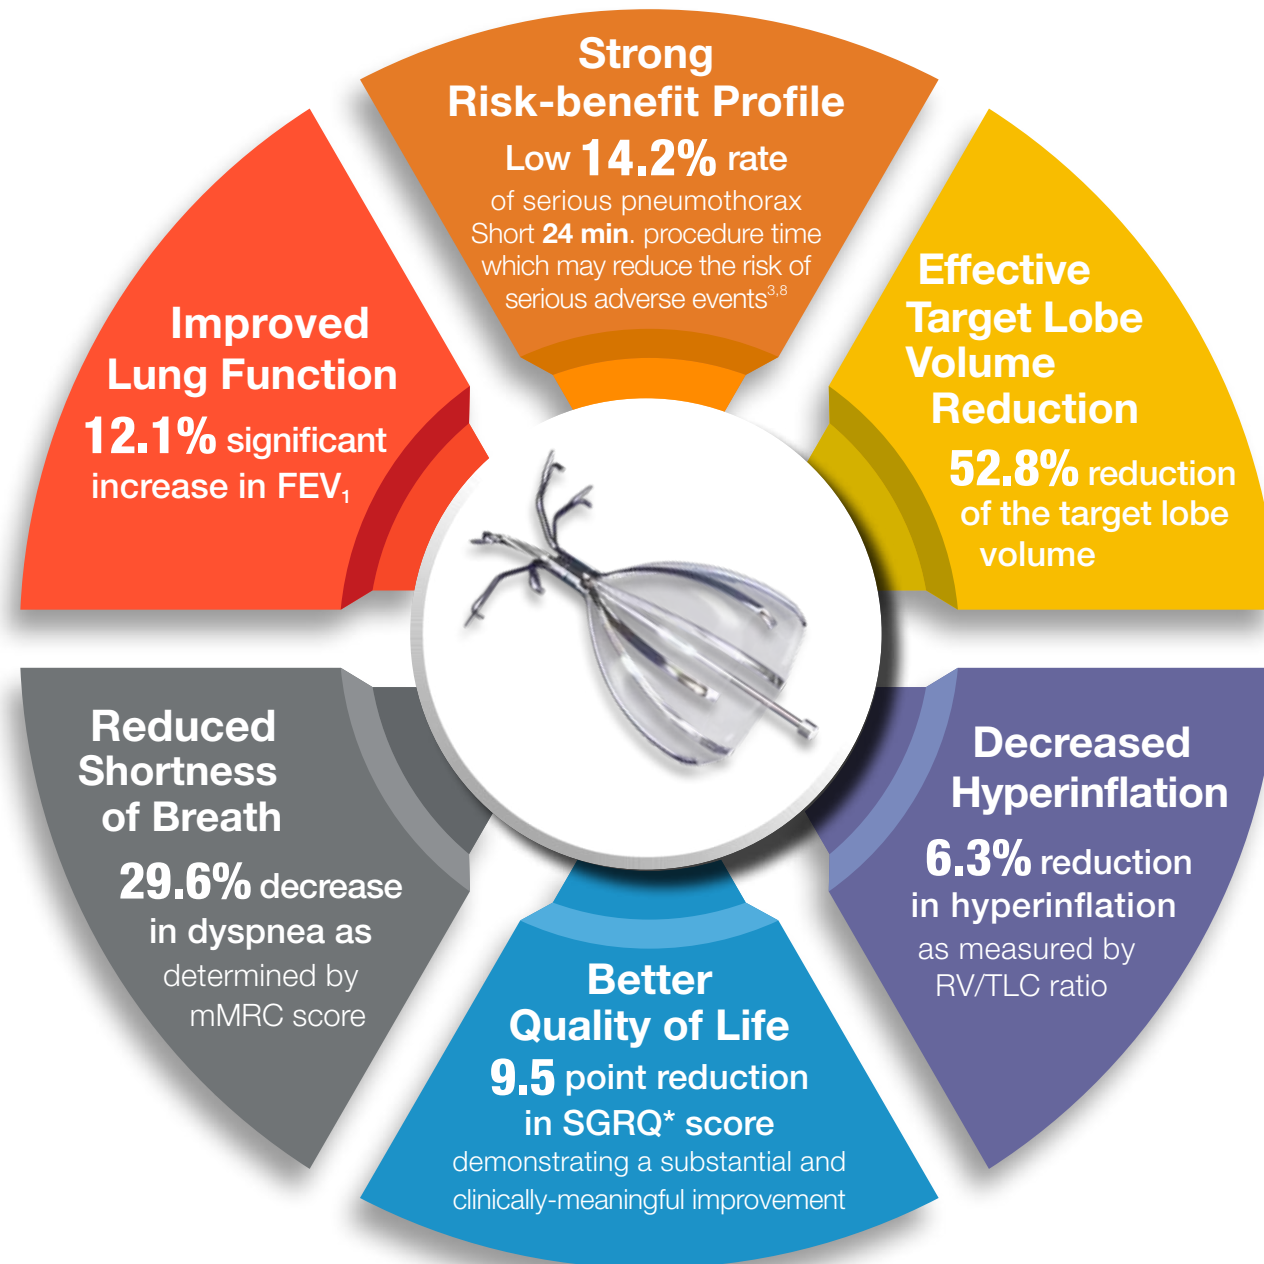 Strong
Risk-benefit Profile
Low 14.2% rate
of serious pneumothorax
Short 24 min. procedure time
which may reduce the risk of
serious adverse events3,8
Effective
Target Lobe
Volume
Reduction
52.8% reduction
of the target lobe
volume
Decreased
Hyperinflation
6.3% reduction
in hyperinflation
as measured by
RV/TLC ratio
Better
Quality of Life
9.5 point reduction
in SGRQ* score
demonstrating a substantial and
clinically-meaningful improvement
Reduced
Shortness
of Breath
29.6% decrease
in dyspnea as
determined by
mMRC score
Improved
Lung Function
12.1% significant
increase in FEV1